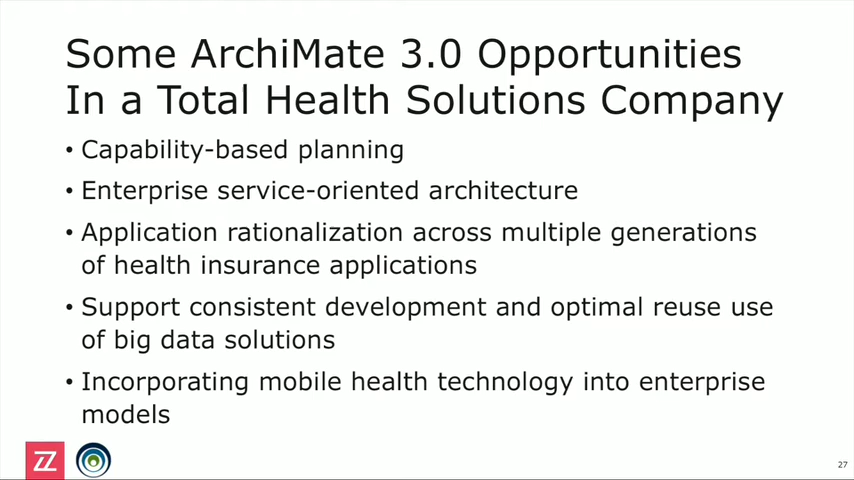 Some ArchiMate 3.0 Opportunities
In a Total Health Solutions Company
• Capability-based planning
• Enterprise service-oriented architecture
• Application rationalization across multiple generations
of health insurance applications
• Support consistent development and optimal reuse use
of big data solutions
• Incorporating mobile health technology into enterprise
models
27